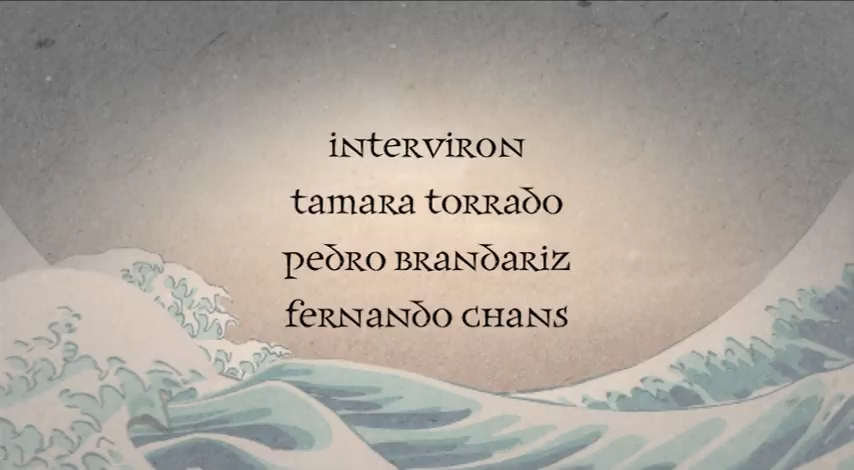 interviron
tamara torrado
pedro brandariz
fernando chans